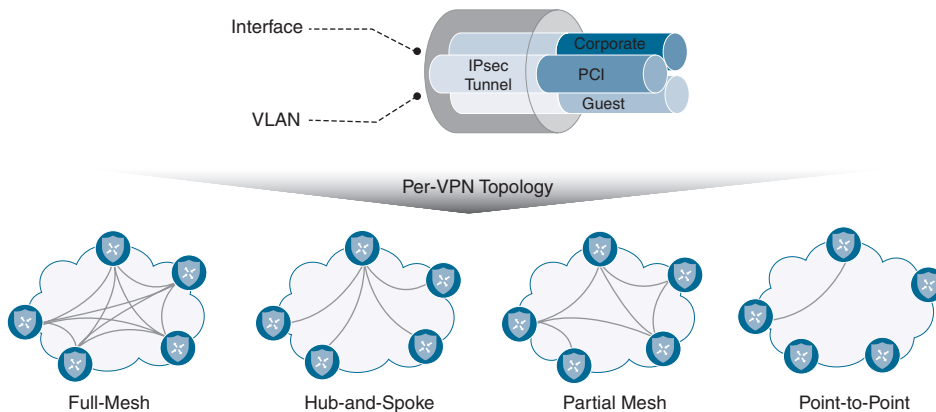 Interface
VLAN
IPsec
Tunnel
Corporate
PCI
Guest
Per-VPN Topology
Full-Mesh
Hub-and-Spoke
Partial Mesh
Point-to-Point